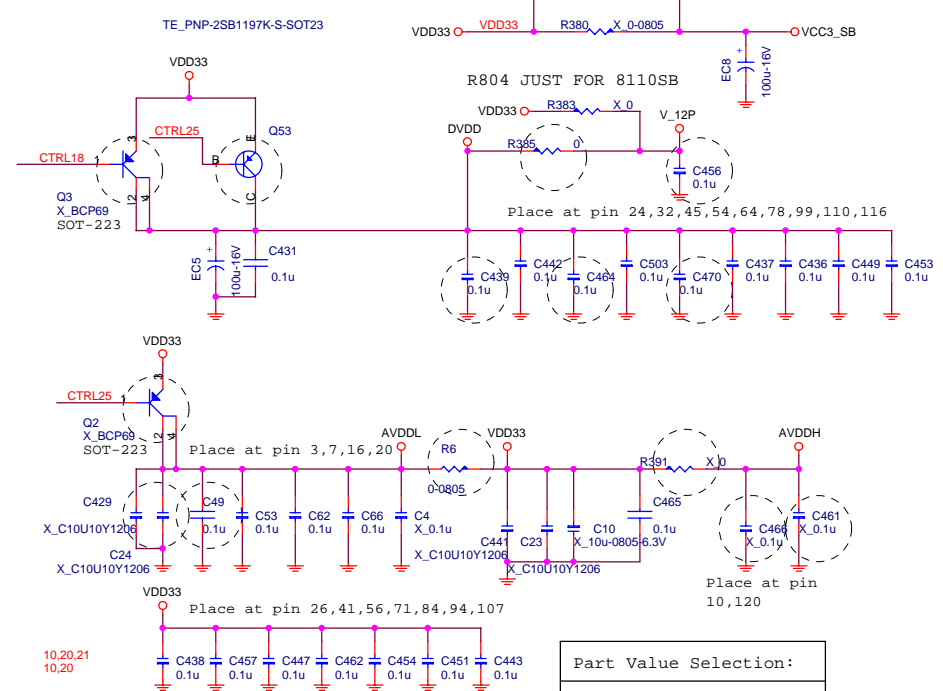 TE_PNP-2SB1197K-S-SOT23
VDD33
VDD33
R380
X_0-0805
VCC3_SB
EC8
100u-16V
+
VDD33
R804 JUST FOR 8110SB
VDD33
R383
X_0
DVDD
V_12P
R385
0
C456
0.1u
CTRL25
Q53
E
B
C
CTRL18
1
3
2
4
Q3
X_BCP69
SOT-223
Place at pin 24,32,45,54,64,78,99,110,116
EC5
100u-16V
+
C431
0.1u
C439
0.1u
C442
0.1u
C464
0.1u
C503
0.1u
C470
0.1u
C437
0.1u
C436
0.1u
C449
0.1u
C453
0.1u
VDD33
CTRL25
1
3
2
4
Q2
X_BCP69
SOT-223
Place at pin 3,7,16,20
AVDDL
R6
0-0805
VDD33
R391
X_0
AVDDH
C429
X_C10U10Y1206
C24
X_C10U10Y1206
C49
0.1u
C53
0.1u
C62
0.1u
C66
0.1u
C4
X_0.1u
C441
X_C10U10Y1206
C23
X_C10U10Y1206
C10
X_10u-0805-6.3V
C465
0.1u
C466
X_0.1u
C461
X_0.1u
Place at pin
10,120
VDD33
Place at pin 26,41,56,71,84,94,107
10,20,21
10,20
C438
0.1u
C457
0.1u
C447
0.1u
C462
0.1u
C454
0.1u
C451
0.1u
C443
0.1u
Part Value Selection: